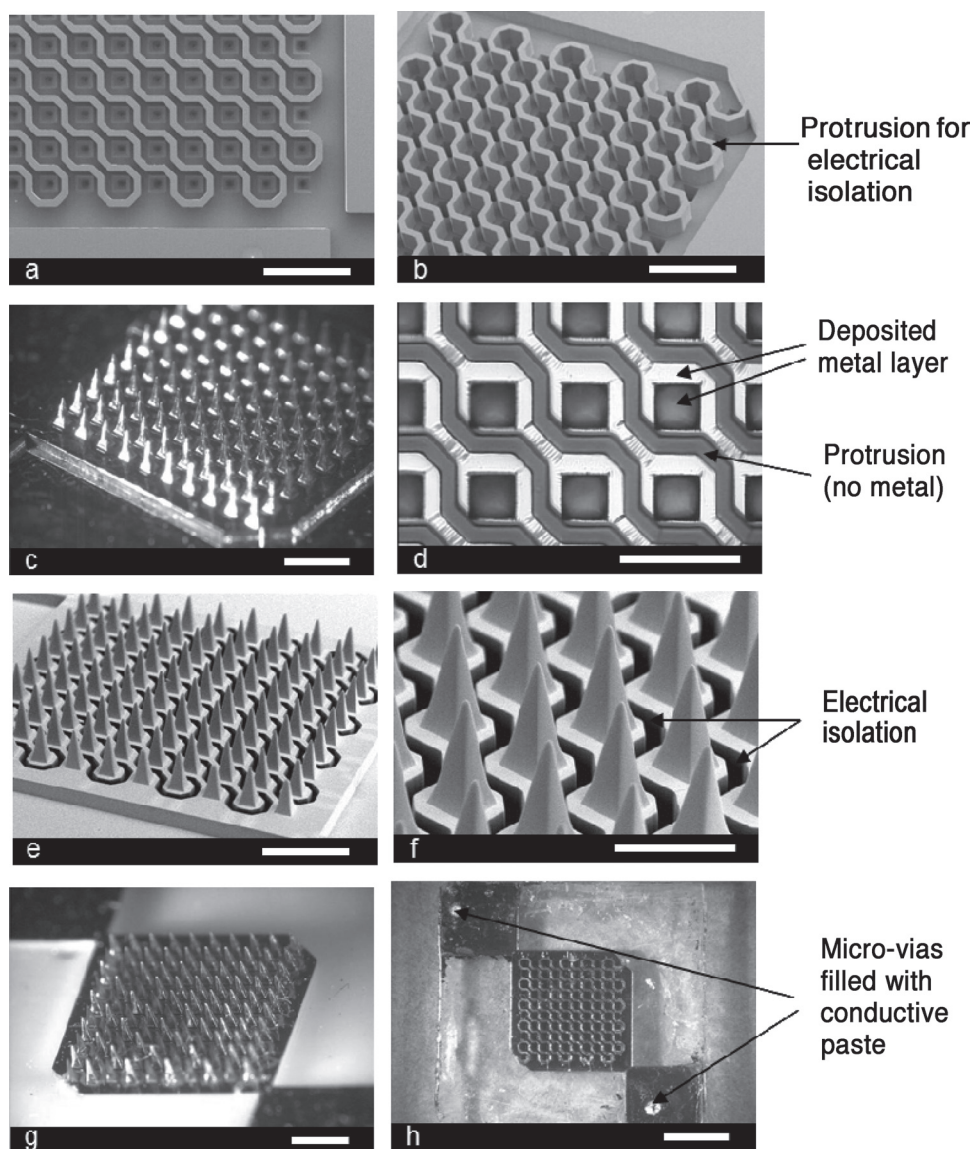 a
b
Protrusion for
electrical
isolation
c
d
Deposited
metal layer
Protrusion
(no metal)
e
f
Electrical
isolation
g
h
Micro-vias
filled with
conductive
paste